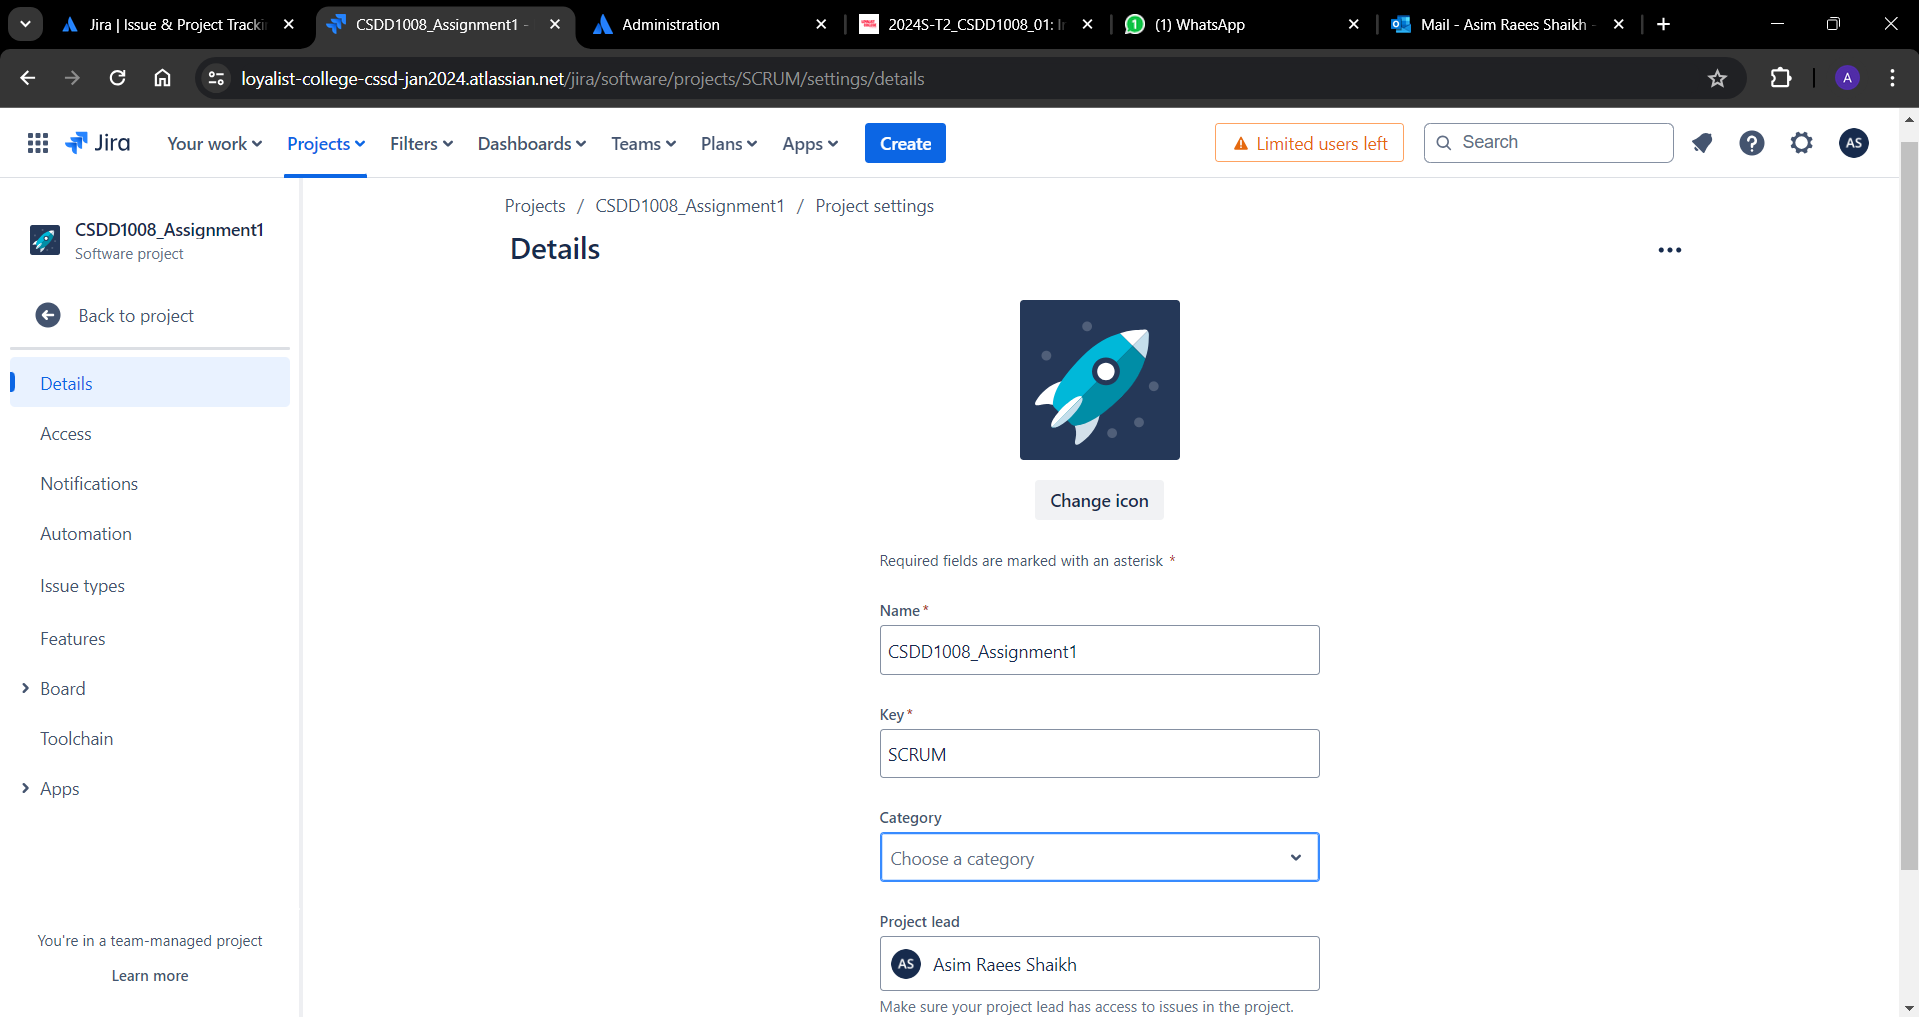 Jira | Issue & Project Trackin
CSDD1008_Assignment1 -
Administration
2024S-T2_CSDD1008_01: I
(1) WhatsApp
Mail - Asim Raees Shaikh -
loyalist-college-cssd-jan2024.atlassian.net/jira/software/projects/SCRUM/settings/details
A
Jira
Your work
Projects
Filters
Dashboards
Teams
Plans
Apps
Create
Limited users left
Search
AS
CSDD1008_Assignment1
Software project
Back to project
Details
Access
Notifications
Automation
Issue types
Features
Board
Toolchain
Apps
You're in a team-managed project
Learn more
Projects / CSDD1008_Assignment1 / Project settings
Details
Change icon
Required fields are marked with an asterisk *
Name *
CSDD1008_Assignment1
Key *
SCRUM
Category
Choose a category
Project lead
AS Asim Raees Shaikh
Make sure your project lead has access to issues in the project.